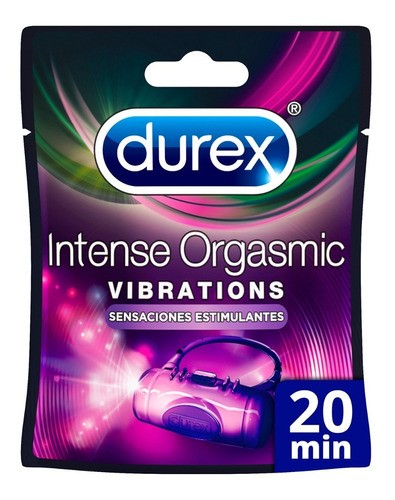 durex®
Intense Orgasmic
VIBRATIONS
SENSACIONES ESTIMULANTES
20
min